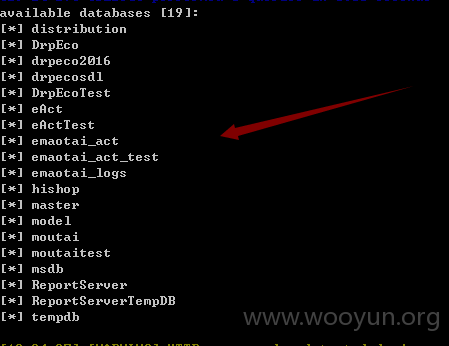 available databases [19]:
[*] distribution
[*] DrpEco
[*] drpeco2016
[*] drpecosdl
[*] DrpEcoTest
[*] eAct
[*] eActTest
[*] emaotai_act
[*] emaotai_act_test
[*] emaotai_logs
[*] hishop
[*] master
[*] model
[*] moutai
[*] moutaitest
[*] msdb
[*] ReportServer
[*] ReportServerTempDB
[*] tempdb
www.wooyun.org